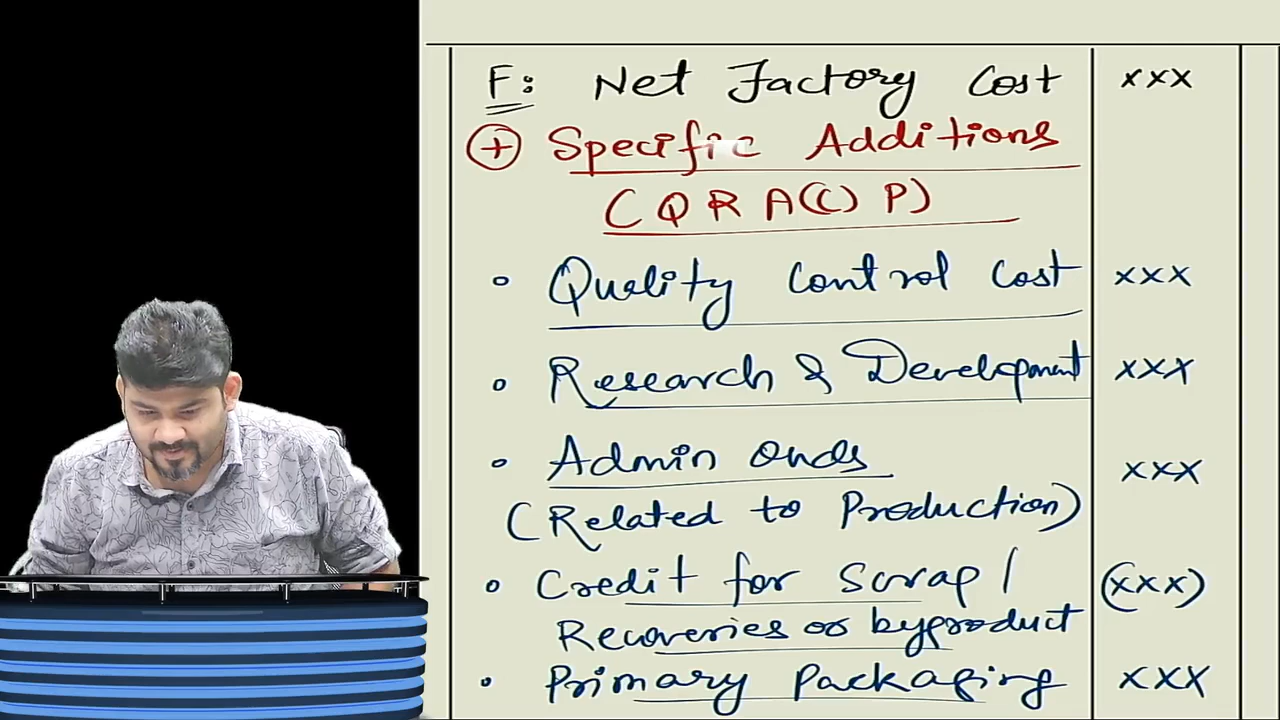 F: Net Factory Cost xxx
+ Specific Additions
(Q R A (C) P)
• Quality Control Cost xxx
• Research & Development xxx
• Admin Ohds xxx
(Related to Production)
• Credit for Scrap / (xxx)
Recoveries or byproduct
• Primary Packaging xxx